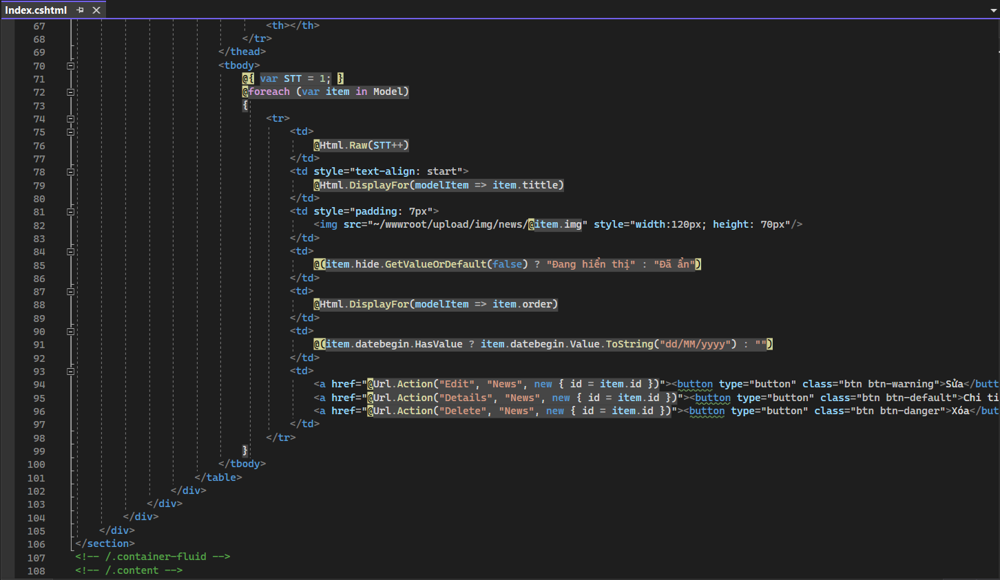 Index.cshtml
67 <th></th>
68 </tr>
69 </thead>
70 <tbody>
71 @{ var STT = 1; }
72 @foreach (var item in Model)
73 {
74 <tr>
75 <td>
76 @Html.Raw(STT++)
77 </td>
78 <td style="text-align: start">
79 @Html.DisplayFor(modelItem => item.tittle)
80 </td>
81 <td style="padding: 7px">
82 <img src="~/wwwroot/upload/img/news/@item.img" style="width:120px; height: 70px"/>
83 </td>
84 <td>
85 @(item.hide.GetValueOrDefault(false) ? "Đang hiển thị" : "Đã ẩn")
86 </td>
87 <td>
88 @Html.DisplayFor(modelItem => item.order)
89 </td>
90 <td>
91 @(item.datebegin.HasValue ? item.datebegin.Value.ToString("dd/MM/yyyy") : "")
92 </td>
93 <td>
94 <a href="@Url.Action("Edit", "News", new { id = item.id })"><button type="button" class="btn btn-warning">Sửa</butt
95 <a href="@Url.Action("Details", "News", new { id = item.id })"><button type="button" class="btn btn-default">Chi ti
96 <a href="@Url.Action("Delete", "News", new { id = item.id })"><button type="button" class="btn btn-danger">Xóa</but
97 </td>
98 </tr>
99 }
100 </tbody>
101 </table>
102 </div>
103 </div>
104 </div>
105 </div>
106 </section>
107 <!-- /.container-fluid -->
108 <!-- /.content -->